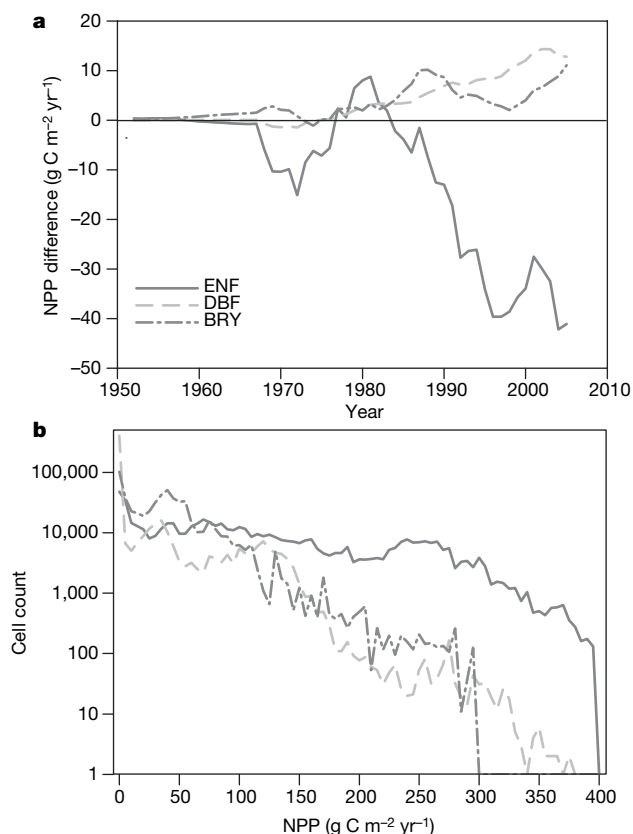 a
NPP difference (g C m⁻² yr⁻¹)
20
10
0
−10
−20
−30
−40
−50
ENF
DBF
BRY
1950 1960 1970 1980 1990 2000 2010
Year
b
Cell count
100,000
10,000
1,000
100
10
1
0 50 100 150 200 250 300 350 400
NPP (g C m⁻² yr⁻¹)